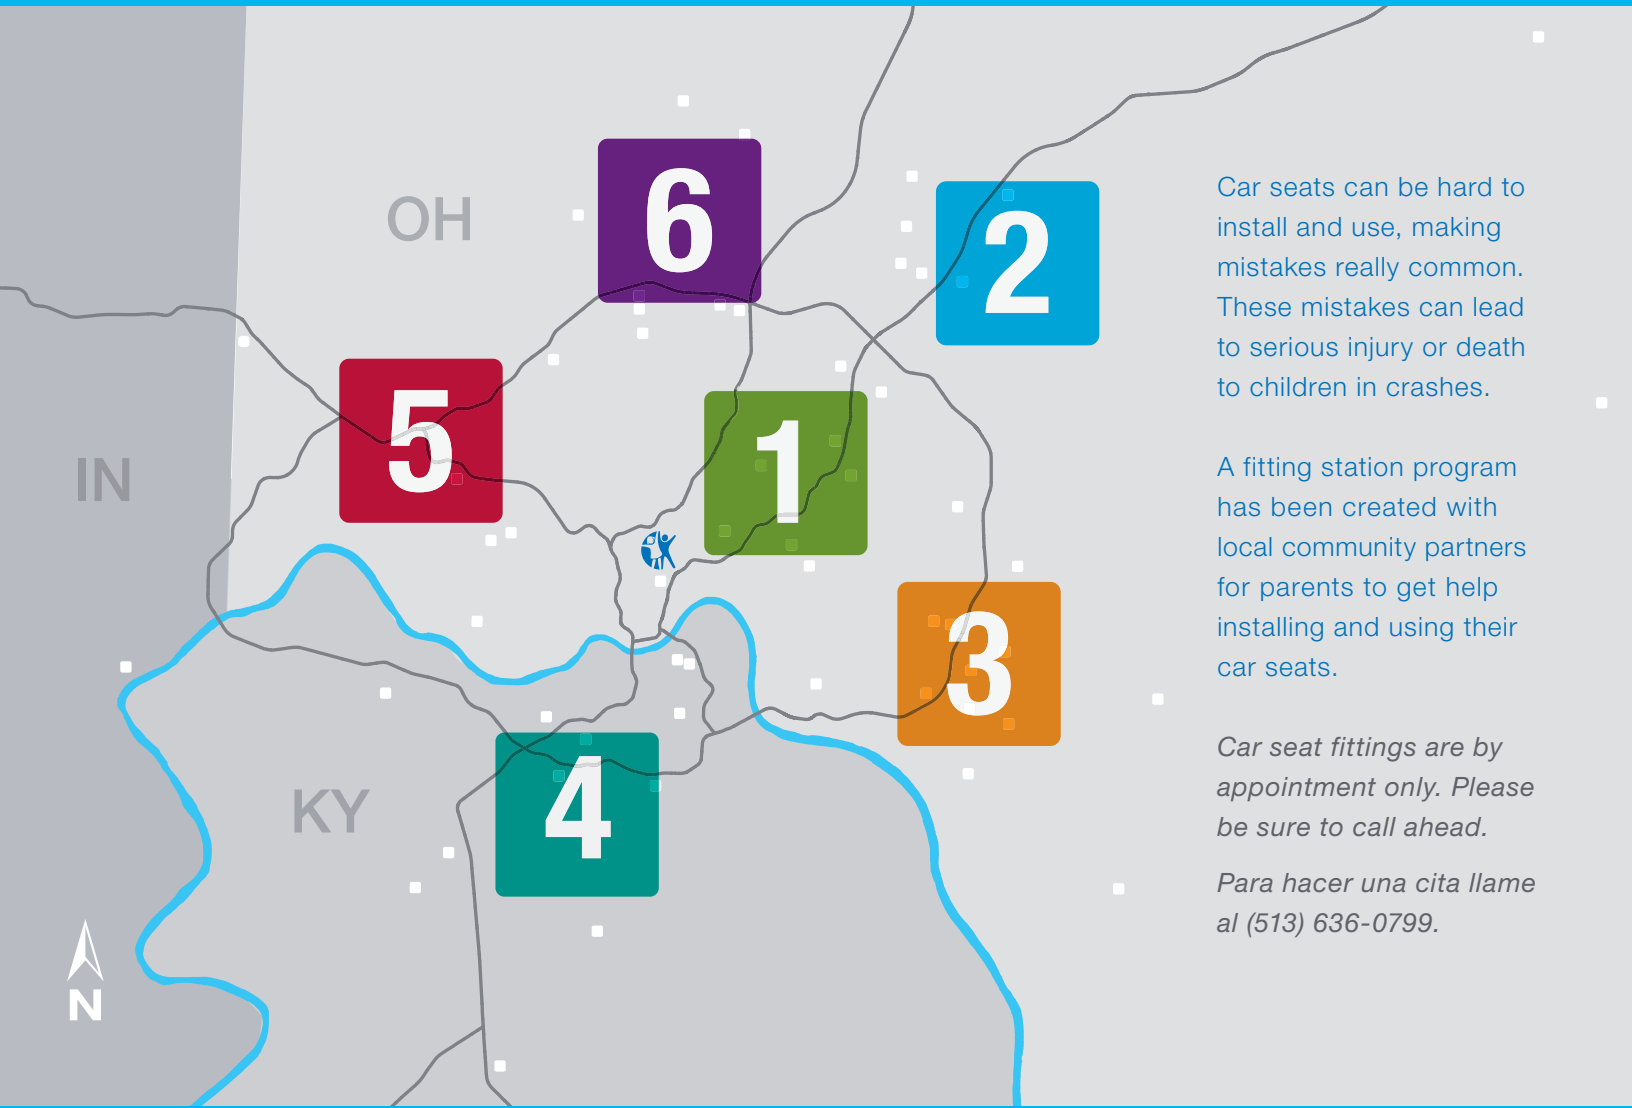 OH
IN
KY
N
6
2
5
1
3
4
Car seats can be hard to
install and use, making
mistakes really common.
These mistakes can lead
to serious injury or death
to children in crashes.
A fitting station program
has been created with
local community partners
for parents to get help
installing and using their
car seats.
Car seat fittings are by
appointment only. Please
be sure to call ahead.
Para hacer una cita llame
al (513) 636-0799.